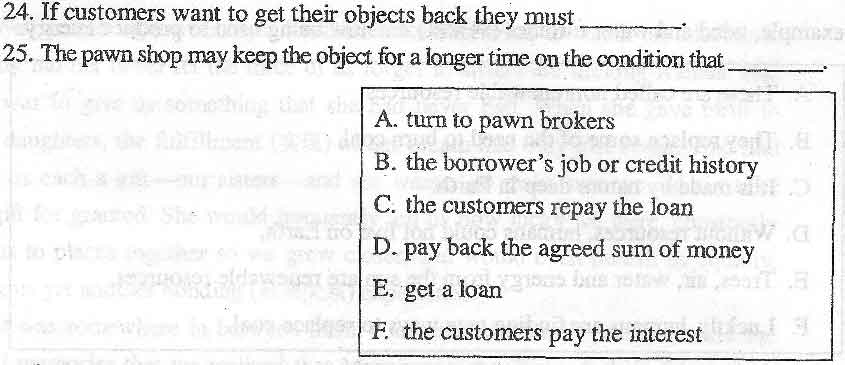 24. If customers want to get their objects back they must __________.
25. The pawn shop may keep the object for a longer time on the condition that __________.
A. turn to pawn brokers
B. the borrower's job or credit history
C. the customers repay the loan
D. pay back the agreed sum of money
E. get a loan
F. the customers pay the interest